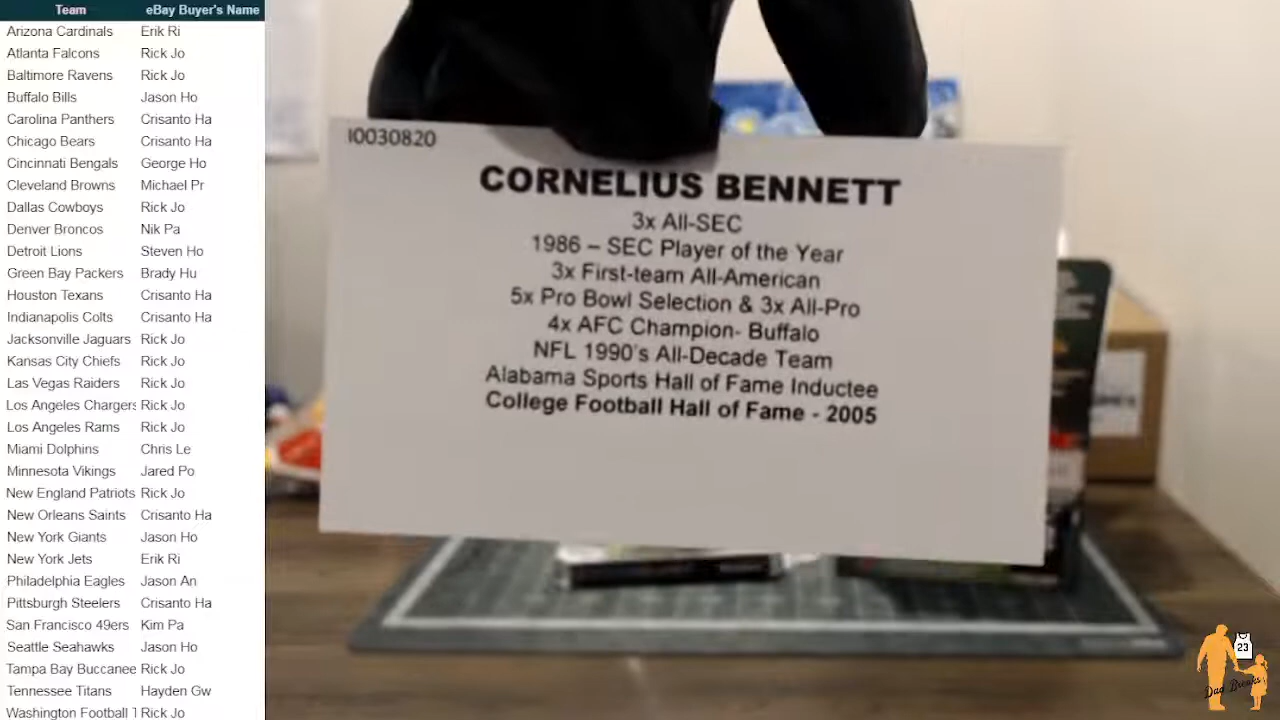 Team eBay Buyer's Name
Arizona Cardinals Erik Ri
Atlanta Falcons Rick Jo
Baltimore Ravens Rick Jo
Buffalo Bills Jason Ho
Carolina Panthers Crisanto Ha
Chicago Bears Crisanto Ha
Cincinnati Bengals George Ho
Cleveland Browns Michael Pr
Dallas Cowboys Rick Jo
Denver Broncos Nik Pa
Detroit Lions Steven Ho
Green Bay Packers Brady Hu
Houston Texans Crisanto Ha
Indianapolis Colts Crisanto Ha
Jacksonville Jaguars Rick Jo
Kansas City Chiefs Rick Jo
Las Vegas Raiders Rick Jo
Los Angeles Chargers Rick Jo
Los Angeles Rams Rick Jo
Miami Dolphins Chris Le
Minnesota Vikings Jared Po
New England Patriots Rick Jo
New Orleans Saints Crisanto Ha
New York Giants Jason Ho
New York Jets Erik Ri
Philadelphia Eagles Jason An
Pittsburgh Steelers Crisanto Ha
San Francisco 49ers Kim Pa
Seattle Seahawks Jason Ho
Tampa Bay Buccanee Rick Jo
Tennessee Titans Hayden Gw
Washington Football T Rick Jo
10030820
CORNELIUS BENNETT
3x All-SEC
1986 – SEC Player of the Year
3x First-team All-American
5x Pro Bowl Selection & 3x All-Pro
4x AFC Champion- Buffalo
NFL 1990's All-Decade Team
Alabama Sports Hall of Fame Inductee
College Football Hall of Fame - 2005
23
Dad Breaks